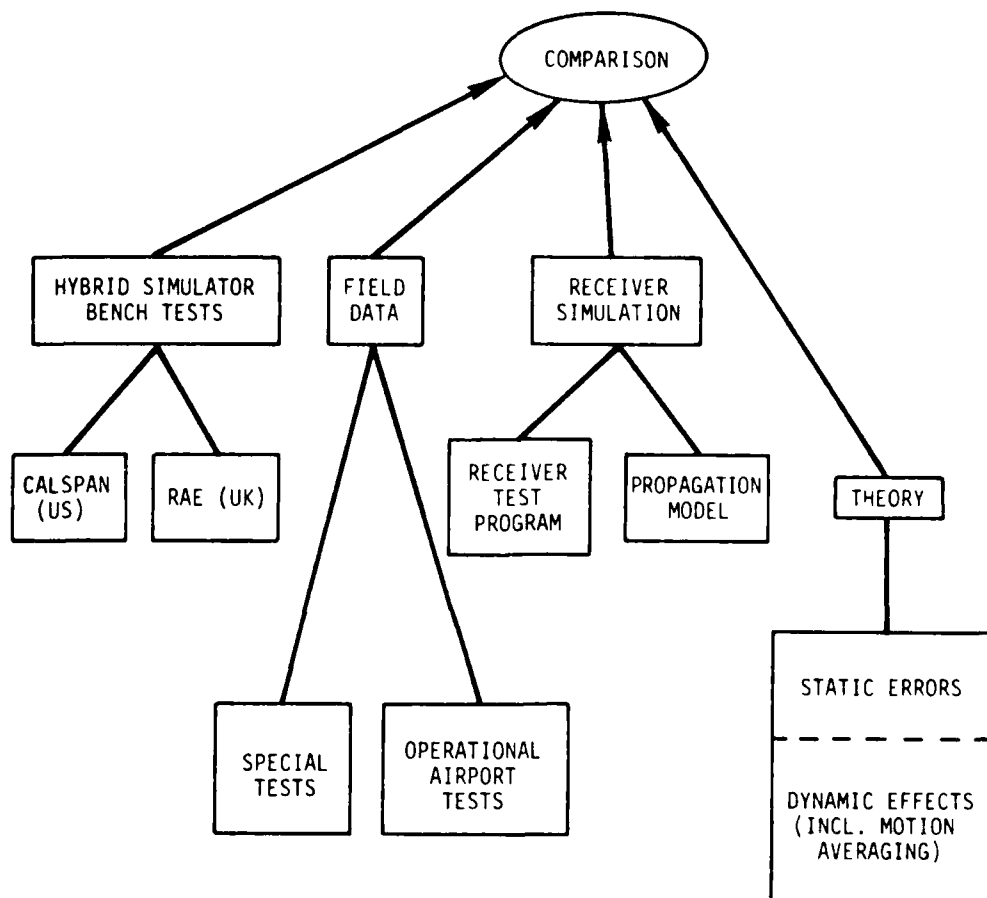 COMPARISON
HYBRID SIMULATOR
BENCH TESTS
FIELD
DATA
RECEIVER
SIMULATION
CALSPAN
(US)
RAE (UK)
RECEIVER
TEST
PROGRAM
PROPAGATION
MODEL
THEORY
SPECIAL
TESTS
OPERATIONAL
AIRPORT
TESTS
STATIC ERRORS
DYNAMIC EFFECTS
(INCL. MOTION
AVERAGING)